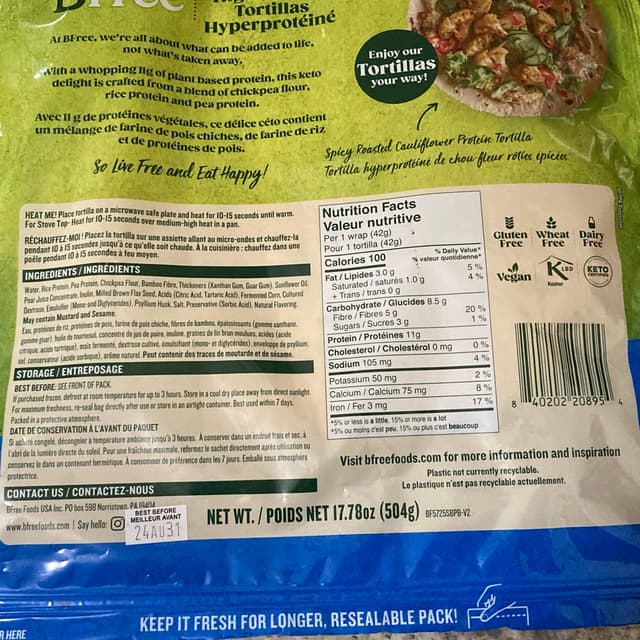 BFree
Tortillas
Hyperprotéiné
At BFree, we're all about what can be added to life,
not what's taken away.
With a whopping 11g of plant based protein, this keto
delight is crafted from a blend of chickpea flour,
rice protein and pea protein.
Avec 11 g de protéines végétales, ce délice céto contient
un mélange de farine de pois chiches, de farine de riz
et de protéines de pois.
So Live Free and Eat Happy!
Enjoy our
Tortillas
your way!
Spicy Roasted Cauliflower Protein Tortilla
Tortilla hyperprotéiné de chou-fleur rôties épicées
HEAT ME! Place tortilla on a microwave safe plate and heat for 10-15 seconds until warm.
For Stove Top- Heat for 10-15 seconds over medium-high heat in a pan.
RÉCHAUFFEZ-MOI! Placez la tortilla sur une assiette allant au micro-ondes et chauffez-la
pendant 10 à 15 secondes jusqu'à ce qu'elle soit chaude. À la cuisinière : chauffez dans une
poêle pendant 10 à 15 secondes à feu moyen.
INGREDIENTS / INGRÉDIENTS
Water, Rice Protein, Pea Protein, Chickpea Flour, Bamboo Fibre, Thickeners (Xanthan Gum, Guar Gum), Sunflower Oil,
Pear Juice Concentrate, Inulin, Milled Brown Flax Seed, Acids (Citric Acid, Tartaric Acid), Fermented Corn, Cultured
Dextrose, Emulsifier (Mono-and Diglycerides), Psyllium Husk, Salt, Preservative (Sorbic Acid), Natural Flavoring.
May contain Mustard and Sesame.
Eau, protéines de riz, protéines de pois, farine de pois chiche, fibres de bambou, épaississants (gomme xanthane,
gomme guar), huile de tournesol, concentré de jus de poire, inuline, graines de lin brun moulues, acides (acide
citrique, acide tartrique), maïs fermenté, dextrose cultivé, émulsifiant (mono- et diglycérides), enveloppe de psyllium,
sel, conservateur (acide sorbique), arôme naturel. Peut contenir des traces de moutarde et de sésame.
STORAGE / ENTREPOSAGE
BEST BEFORE: SEE FRONT OF PACK.
If purchased frozen, defrost at room temperature for up to 3 hours. Store in a cool dry place away from direct sunlight.
For maximum freshness, re-seal bag directly after use or store in an airtight container. Best used within 7 days.
Packed in a protective atmosphere.
DATE DE CONSERVATION À L'AVANT DU PAQUET
Si acheté congelé, décongeler à température ambiante jusqu'à 3 heures. À conserver dans un endroit frais et sec, à
l'abri de la lumière directe du soleil. Pour une fraîcheur maximale, refermez le sachet directement après utilisation ou
conservez le dans un contenant hermétique. À consommer de préférence dans les 7 jours. Emballé sous atmosphère
protectrice.
CONTACT US / CONTACTEZ-NOUS
BFree Foods USA Inc. PO box 598 Norristown, PA 19404
www.bfreefoods.com | Say hello:
BEST BEFORE
MEILLEUR AVANT
24AU31
NET WT. / POIDS NET 17.78oz (504g) BF5725SBPB-V2
Nutrition Facts
Valeur nutritive
Per 1 wrap (42g)
Pour 1 tortilla (42g)
Calories 100
% Daily Value*
% valeur quotidienne*
Fat / Lipides 3.0 g 5 %
Saturated / saturés 1.0 g 4 %
+ Trans / trans 0 g
Carbohydrate / Glucides 8.5 g
Fibre / Fibres 5 g 20 %
Sugars / Sucres 3 g 1 %
Protein / Protéines 11g
Cholesterol / Cholestérol 0 mg 0 %
Sodium 105 mg 4 %
Potassium 50 mg 2 %
Calcium / Calcium 75 mg 8 %
Iron / Fer 3 mg 17 %
*5% or less is a little, 15% or more is a lot
*5% ou moins c'est peu, 15% ou plus c'est beaucoup
Gluten
Free
Wheat
Free
Dairy
Free
Vegan
K LBD
Kosher
KETO
CERTIFIED
8 40202 20895 4
Visit bfreefoods.com for more information and inspiration
Plastic not currently recyclable.
Le plastique n'est pas recyclable actuellement.
KEEP IT FRESH FOR LONGER, RESEALABLE PACK!
R HERE